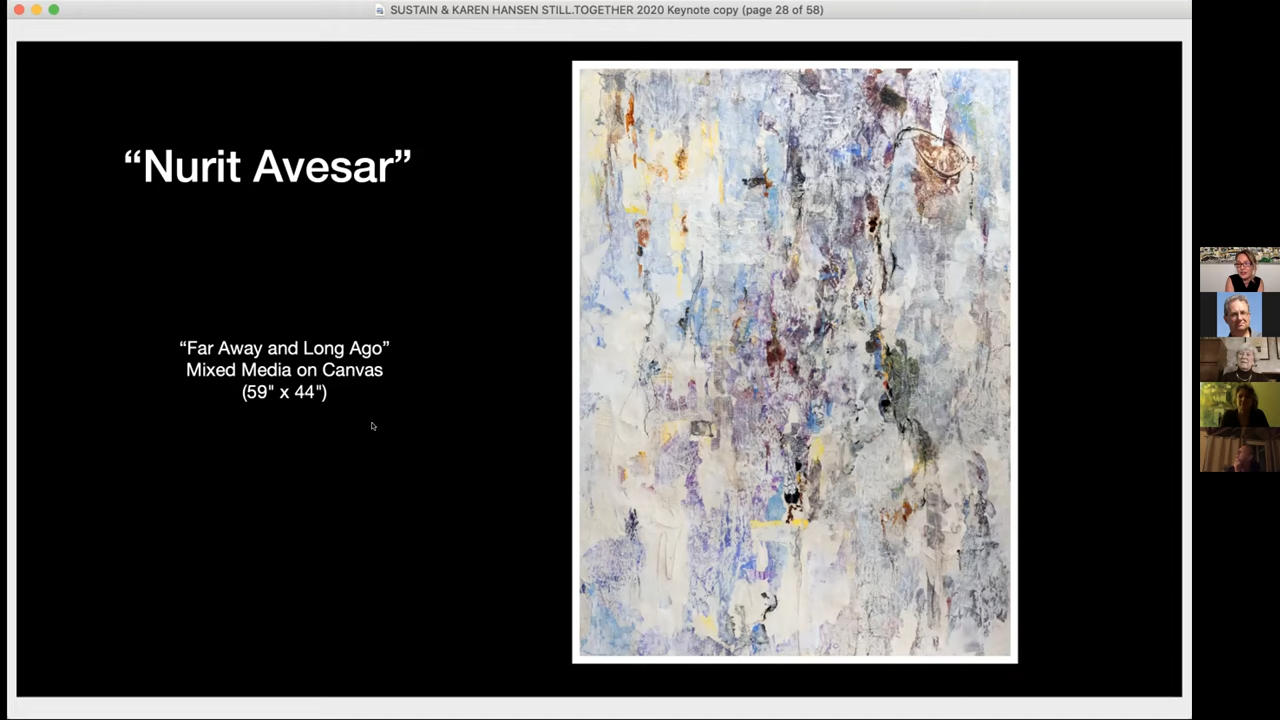 SUSTAIN & KAREN HANSEN STILL.TOGETHER 2020 Keynote copy (page 28 of 58)
“Nurit Avesar”
“Far Away and Long Ago”
Mixed Media on Canvas
(59" x 44")